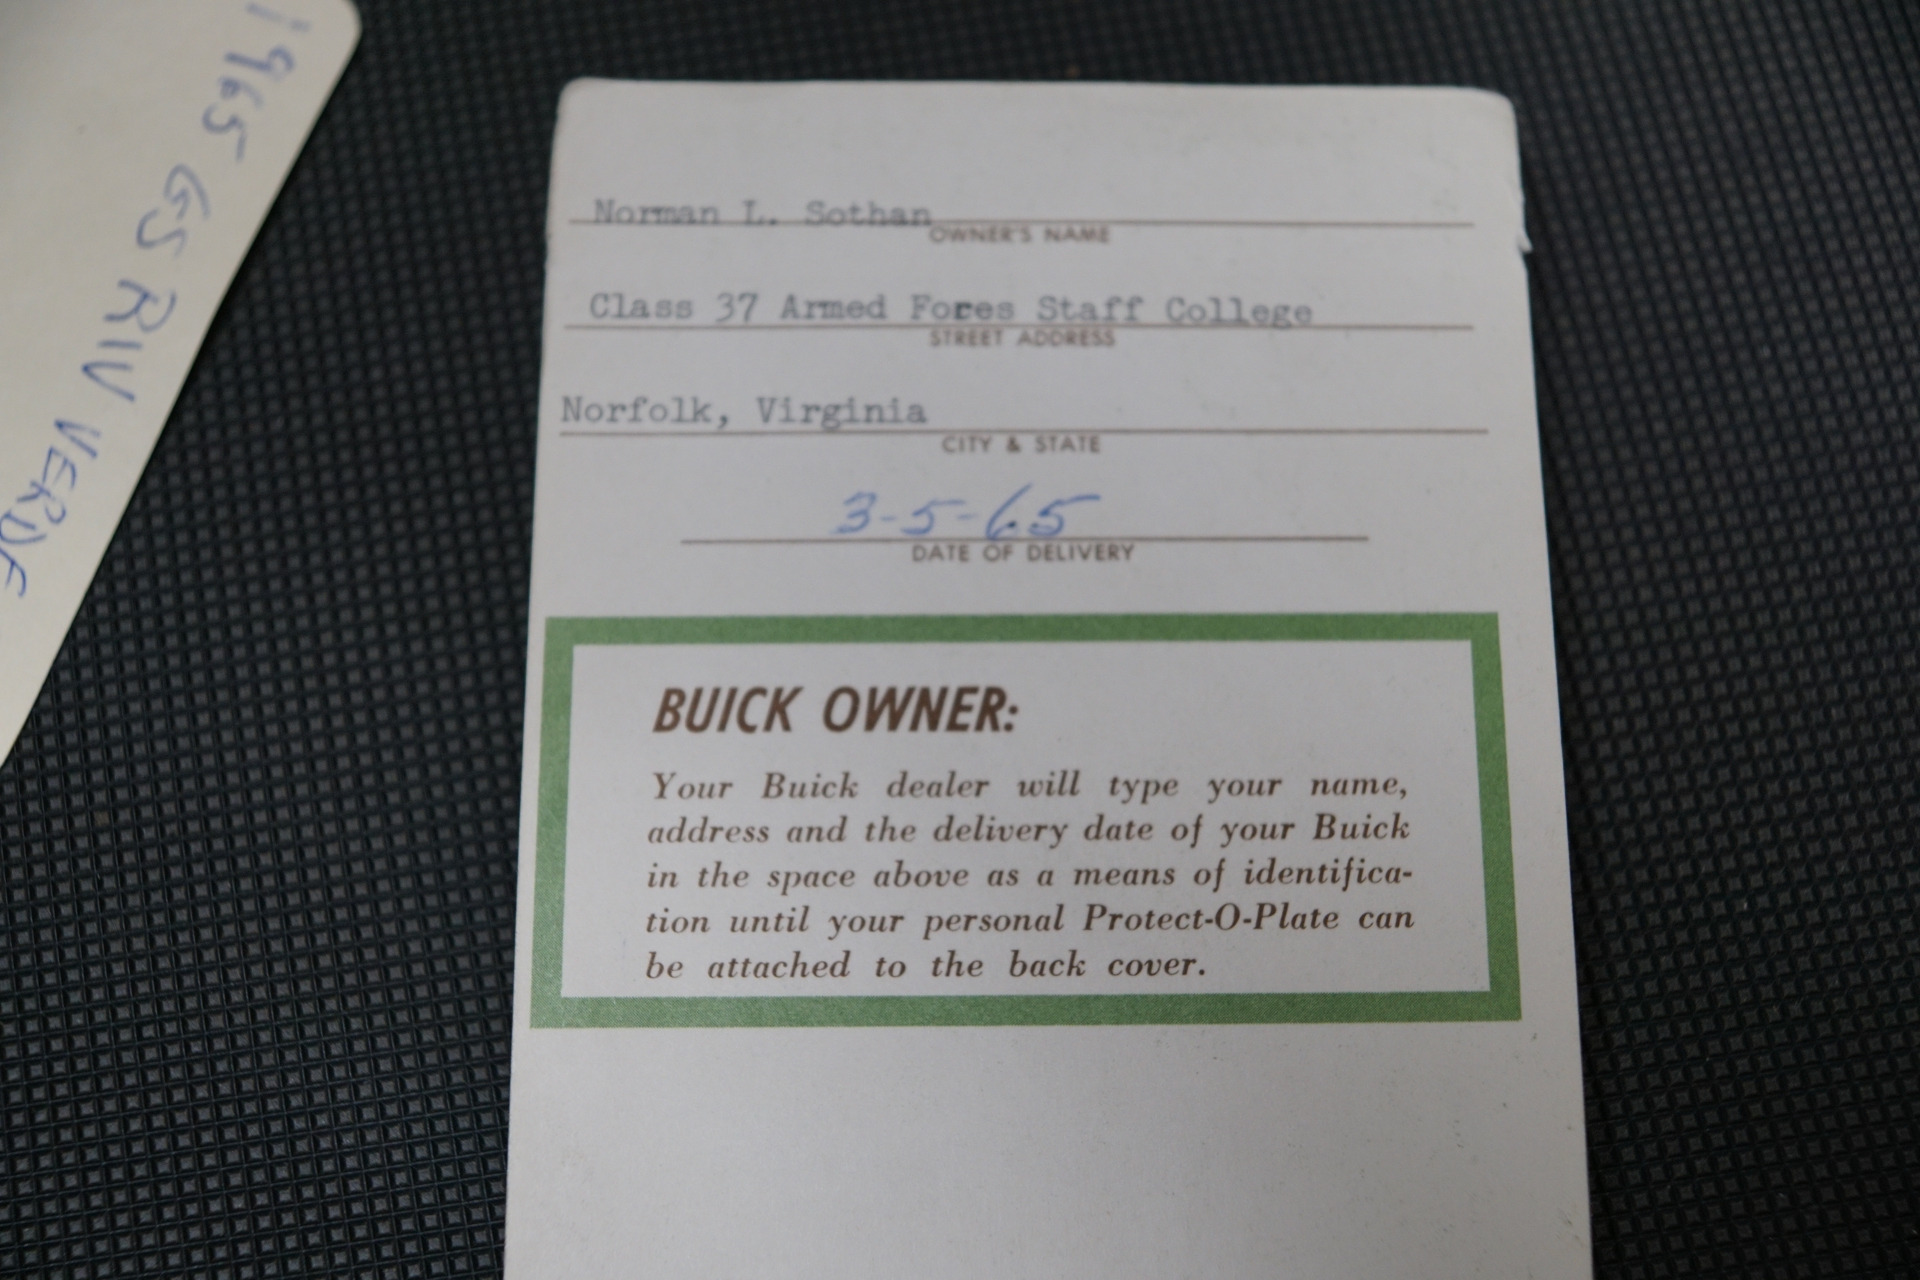 1965 GS RIV VERDE
Norman L. Sothan
OWNER'S NAME
Class 37 Armed Fores Staff College
STREET ADDRESS
Norfolk, Virginia
CITY & STATE
3-5-65
DATE OF DELIVERY
BUICK OWNER:
Your Buick dealer will type your name,
address and the delivery date of your Buick
in the space above as a means of identifica-
tion until your personal Protect-O-Plate can
be attached to the back cover.